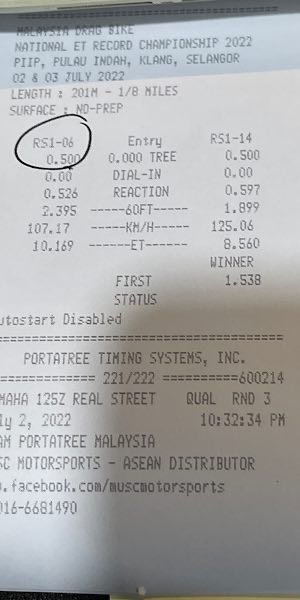 MALAYSIA DRAG BIKE
NATIONAL ET RECORD CHAMPIONSHIP 2022
PIIP, PULAU INDAH, KLANG, SELANGOR
02 & 03 JULY 2022
LENGTH : 201M - 1/8 MILES
SURFACE : NO-PREP
RS1-06 Entry RS1-14
0.500 0.000 TREE 0.500
0.00 DIAL-IN 0.00
0.526 REACTION 0.597
2.395 -----60FT----- 1.899
107.17 -----KM/H----- 125.06
10.169 ------ET------ 8.560
WINNER
FIRST 1.538
STATUS
utostart Disabled
PORTATREE TIMING SYSTEMS, INC.
============ 221/222 ==========600214
MAHA 125Z REAL STREET QUAL RND 3
ly 2, 2022 10:32:34 PM
AM PORTATREE MALAYSIA
SC MOTORSPORTS - ASEAN DISTRIBUTOR
.facebook.com/muscmotorsports
016-6681490